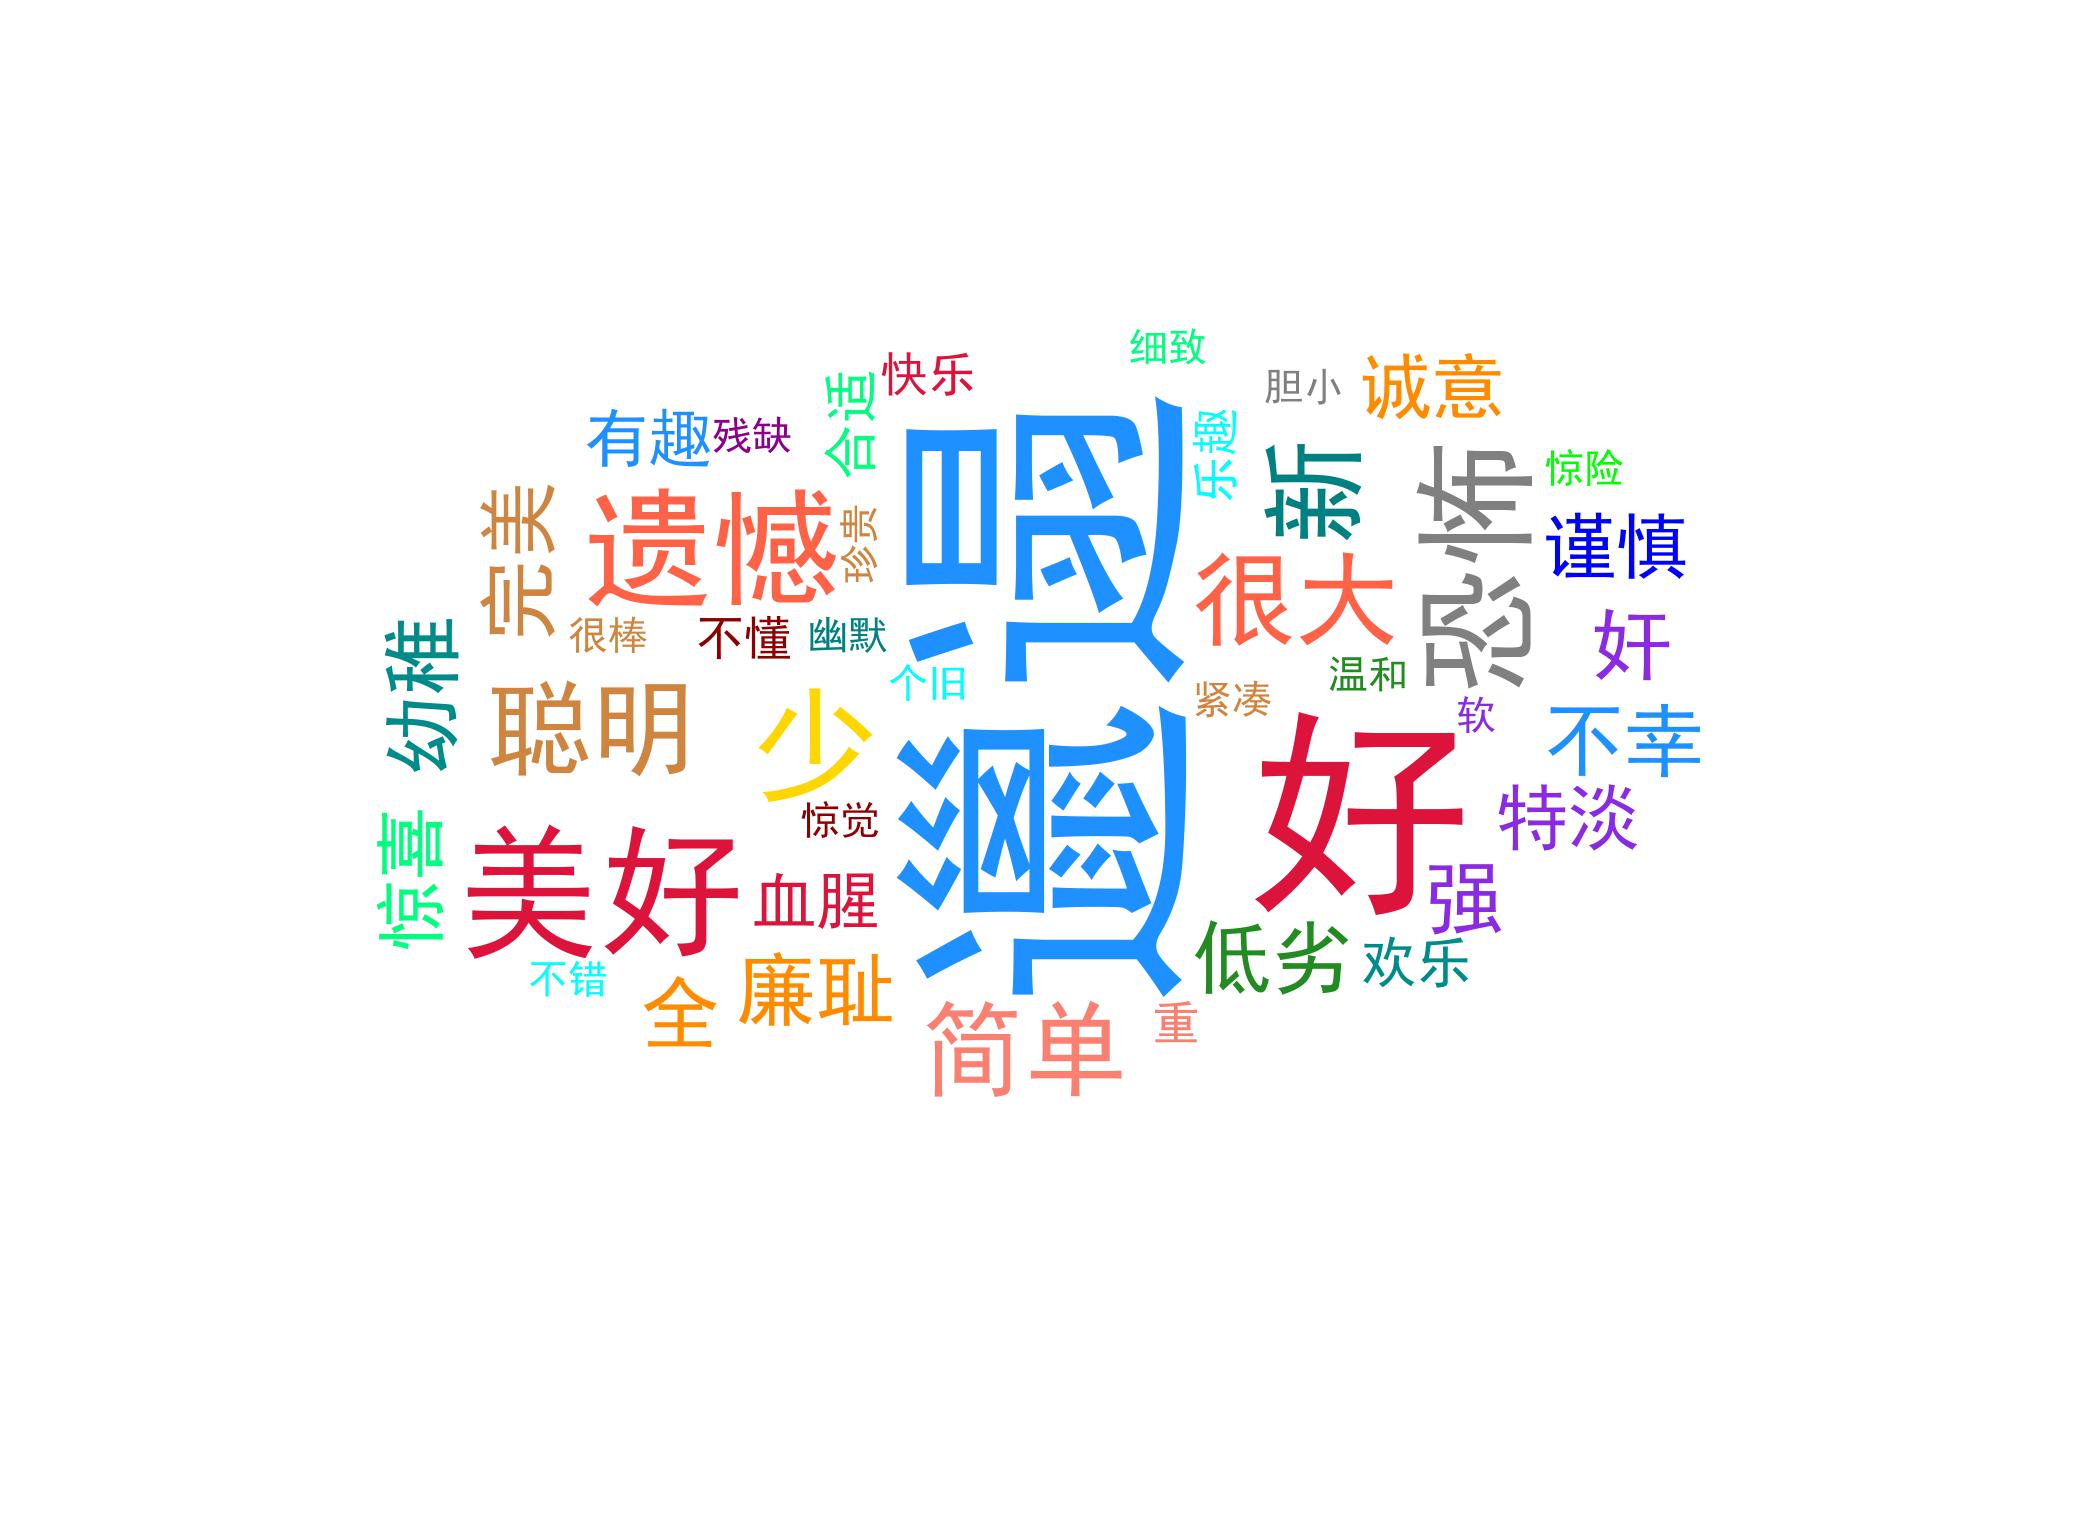 细致
快乐
胆小
诚意
合适
有趣
残缺
乐趣
新
恐怖
惊险
完美
遗憾
珍贵
邋遢
很大
谨慎
很棒
不懂
幽默
奸
幼稚
个旧
温和
紧凑
软
聪明
少
好
不幸
惊觉
特淡
惊喜
美好
血腥
强
不错
全
廉耻
低劣
欢乐
简单
重